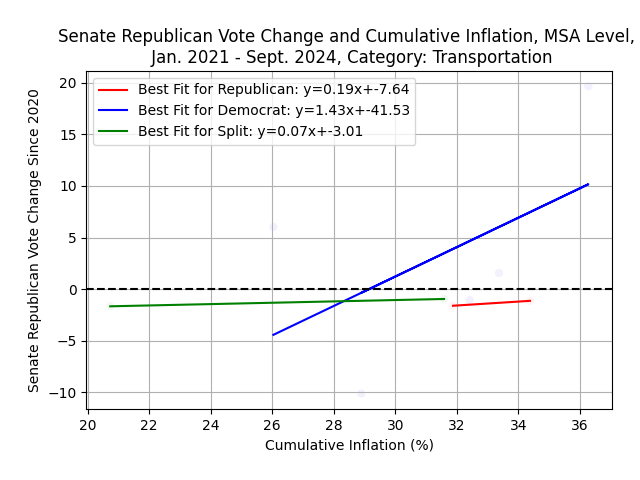 Senate Republican Vote Change and Cumulative Inflation, MSA Level,
Jan. 2021 - Sept. 2024, Category: Transportation
Best Fit for Republican: y=0.19x+-7.64
Best Fit for Democrat: y=1.43x+-41.53
Best Fit for Split: y=0.07x+-3.01
Senate Republican Vote Change Since 2020
20
15
10
5
0
−5
−10
20 22 24 26 28 30 32 34 36
Cumulative Inflation (%)